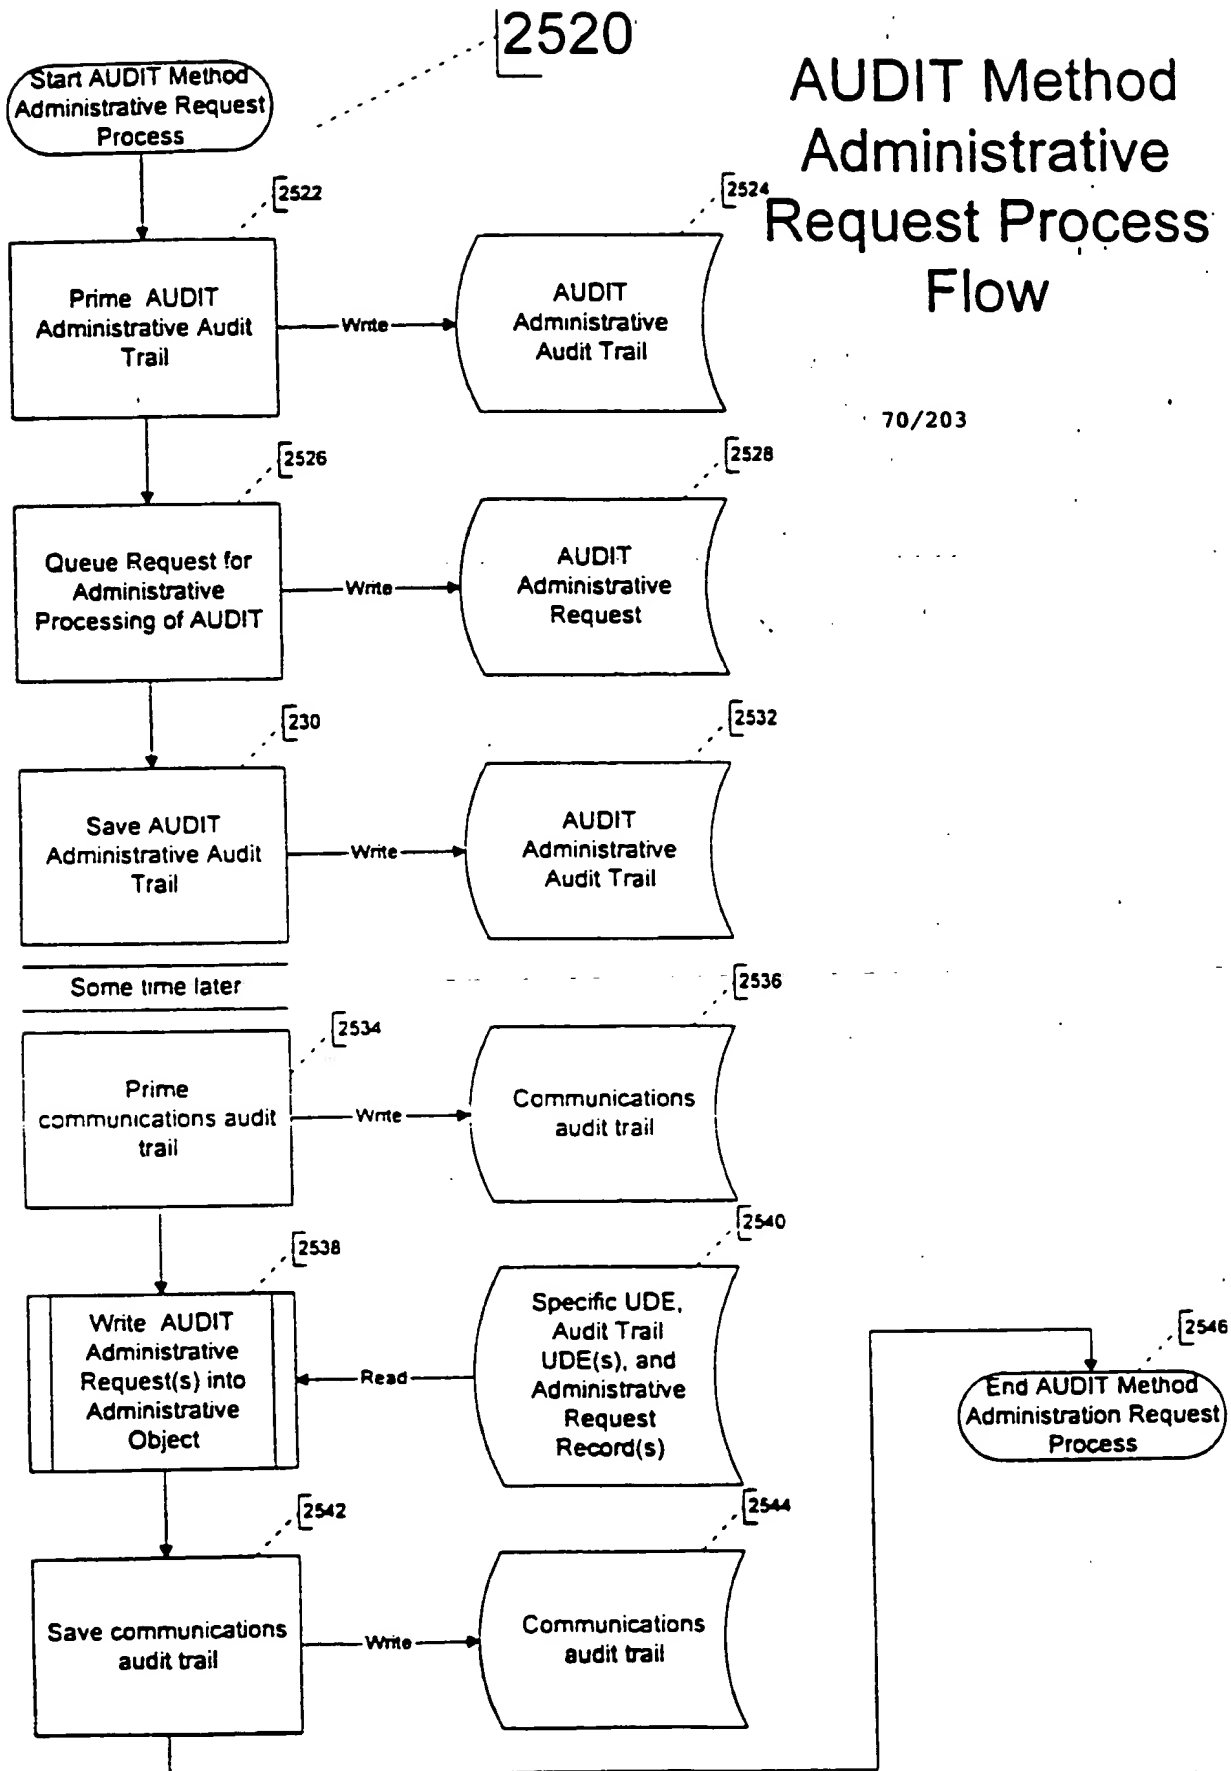 2520
AUDIT Method
Administrative
Request Process
Flow
70/203
Start AUDIT Method
Administrative Request
Process
2522
Prime AUDIT
Administrative Audit
Trail
Write
2524
AUDIT
Administrative
Audit Trail
2526
Queue Request for
Administrative
Processing of AUDIT
Write
2528
AUDIT
Administrative
Request
230
Save AUDIT
Administrative Audit
Trail
Write
2532
AUDIT
Administrative
Audit Trail
Some time later
2534
Prime
communications audit
trail
Write
2536
Communications
audit trail
2538
Write AUDIT
Administrative
Request(s) into
Administrative
Object
Read
2540
Specific UDE,
Audit Trail
UDE(s), and
Administrative
Request
Record(s)
2542
Save communications
audit trail
Write
2544
Communications
audit trail
2546
End AUDIT Method
Administration Request
Process